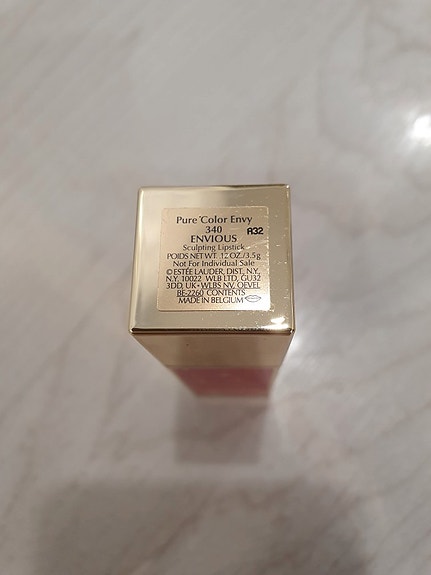 Pure Color Envy
340 A32
ENVIOUS
Sculpting Lipstick
POIDS NET WT. .12 OZ./3.5g
Not For Individual Sale
© ESTÉE LAUDER, DIST. N.Y.,
N.Y. 10022 WLB LTD, GU32
3DD, UK • WLBS NV, OEVEL
BE-2260 CONTENTS
MADE IN BELGIUM